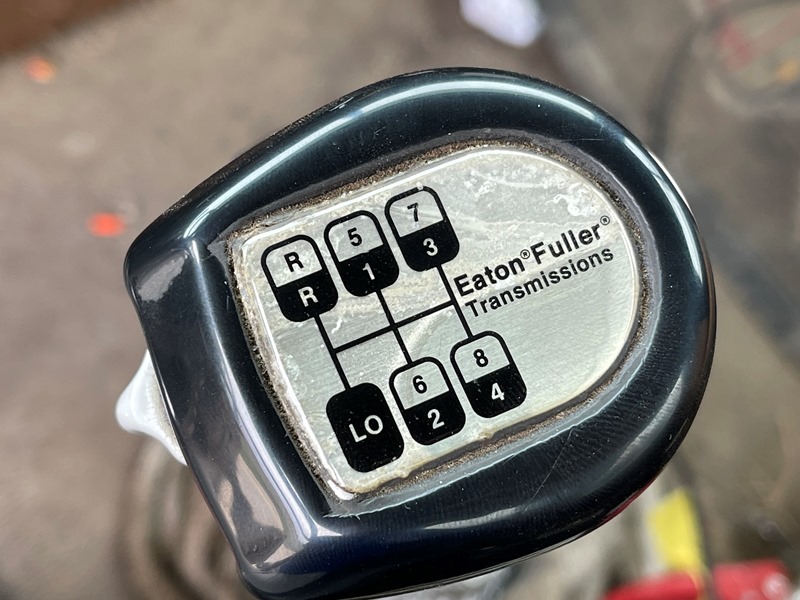 R 5 7
R 1 3
Eaton® Fuller®
Transmissions
LO 6 8
2 4